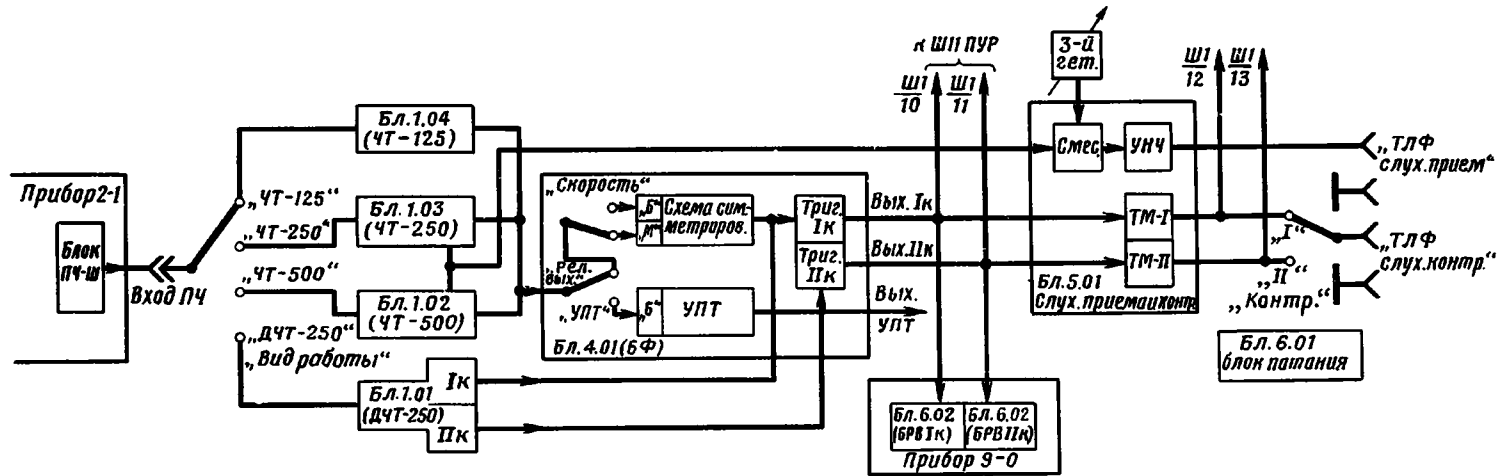 Прибор 2-1
Блок
ПЧ-Ш
Вход ПЧ
„ЧТ-125“
„ЧТ-250“
„ЧТ-500“
„ДЧТ-250“
„Вид работы“
Бл.1.04
(ЧТ-125)
Бл. 1.03
(ЧТ-250)
Бл.1.02
(ЧТ-500)
Бл.1.01
(ДЧТ-250)
Iк
IIк
„Скорость“
„Б“
„М“
Схема сим-
метриров.
„Рел.
вых.“
„УПТ“
„Б“
УПТ
Бл.4.01(БФ)
Триг.
Iк
Триг.
IIк
Вых. Iк
Вых.IIк
Вых.
УПТ
к Ш11 ПУР
Ш1
10
Ш1
11
3-й
гет.
Смес.
УНЧ
ТМ-I
ТМ-II
Бл.5.01
Слух.приема и контр.
Ш1
12
Ш1
13
„ТЛФ
слух.прием“
„I“
„II“
„Контр.“
„ТЛФ
слух.контр.“
Бл.6.01
блок патания
Бл.6.02
(БРВ Iк)
Бл.6.02
(БРВ IIк)
Прибор 9-0